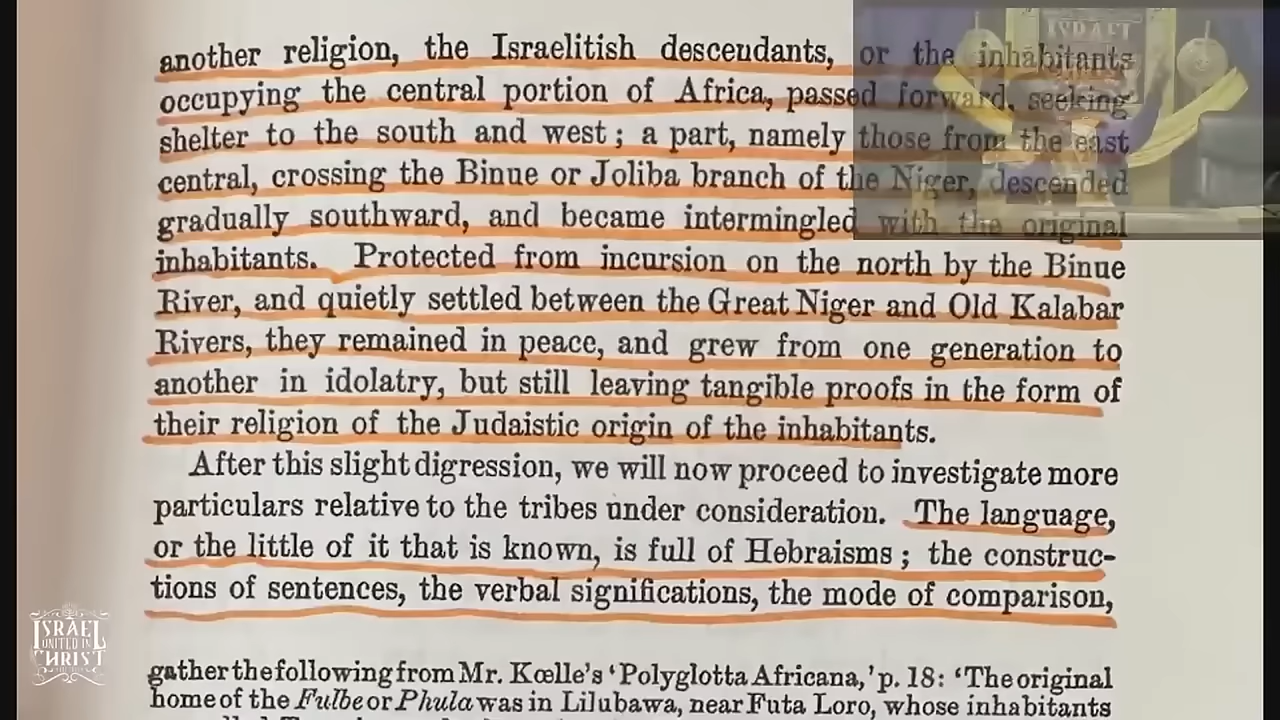 another religion, the Israelitish descendants, or the inhabitants
occupying the central portion of Africa, passed forward, seeking
shelter to the south and west; a part, namely those from the east
central, crossing the Binue or Joliba branch of the Niger, descended
gradually southward, and became intermingled with the original
inhabitants. Protected from incursion on the north by the Binue
River, and quietly settled between the Great Niger and Old Kalabar
Rivers, they remained in peace, and grew from one generation to
another in idolatry, but still leaving tangible proofs in the form of
their religion of the Judaistic origin of the inhabitants.
After this slight digression, we will now proceed to investigate more
particulars relative to the tribes under consideration. The language,
or the little of it that is known, is full of Hebraisms; the construc-
tions of sentences, the verbal significations, the mode of comparison,
gather the following from Mr. Kœlle's 'Polyglotta Africana,' p. 18: 'The original
home of the Fulbe or Phula was in Lilubawa, near Futa Loro, whose inhabitants
ISRAEL
UNITED IN
CHRIST
ISRAEL